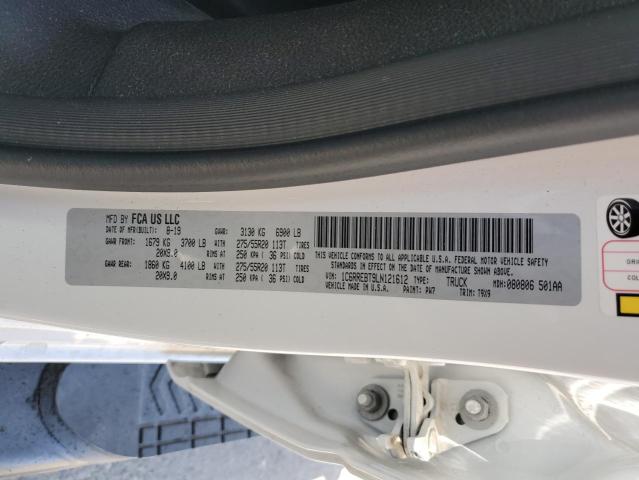 MFD BY FCA US LLC
DATE OF MFR(BUILT): 8-19 GVWR: 3130 KG 6900 LB
GAWR FRONT: 1679 KG 3700 LB WITH 275/55R20 113T TIRES
20X9.0 RIMS AT 250 KPA ( 36 PSI) COLD
GAWR REAR: 1860 KG 4100 LB WITH 275/55R20 113T TIRES
20X9.0 RIMS AT 250 KPA ( 36 PSI) COLD
THIS VEHICLE CONFORMS TO ALL APPLICABLE U.S.A. FEDERAL MOTOR VEHICLE SAFETY
STANDARDS IN EFFECT ON THE DATE OF MANUFACTURE SHOWN ABOVE.
VIN: 1C6RREBT9LN121612 TYPE: TRUCK MDH:080806 501AA
VEHICLE MADE IN U.S.A. PAINT: PW7 TRIM: T9X9